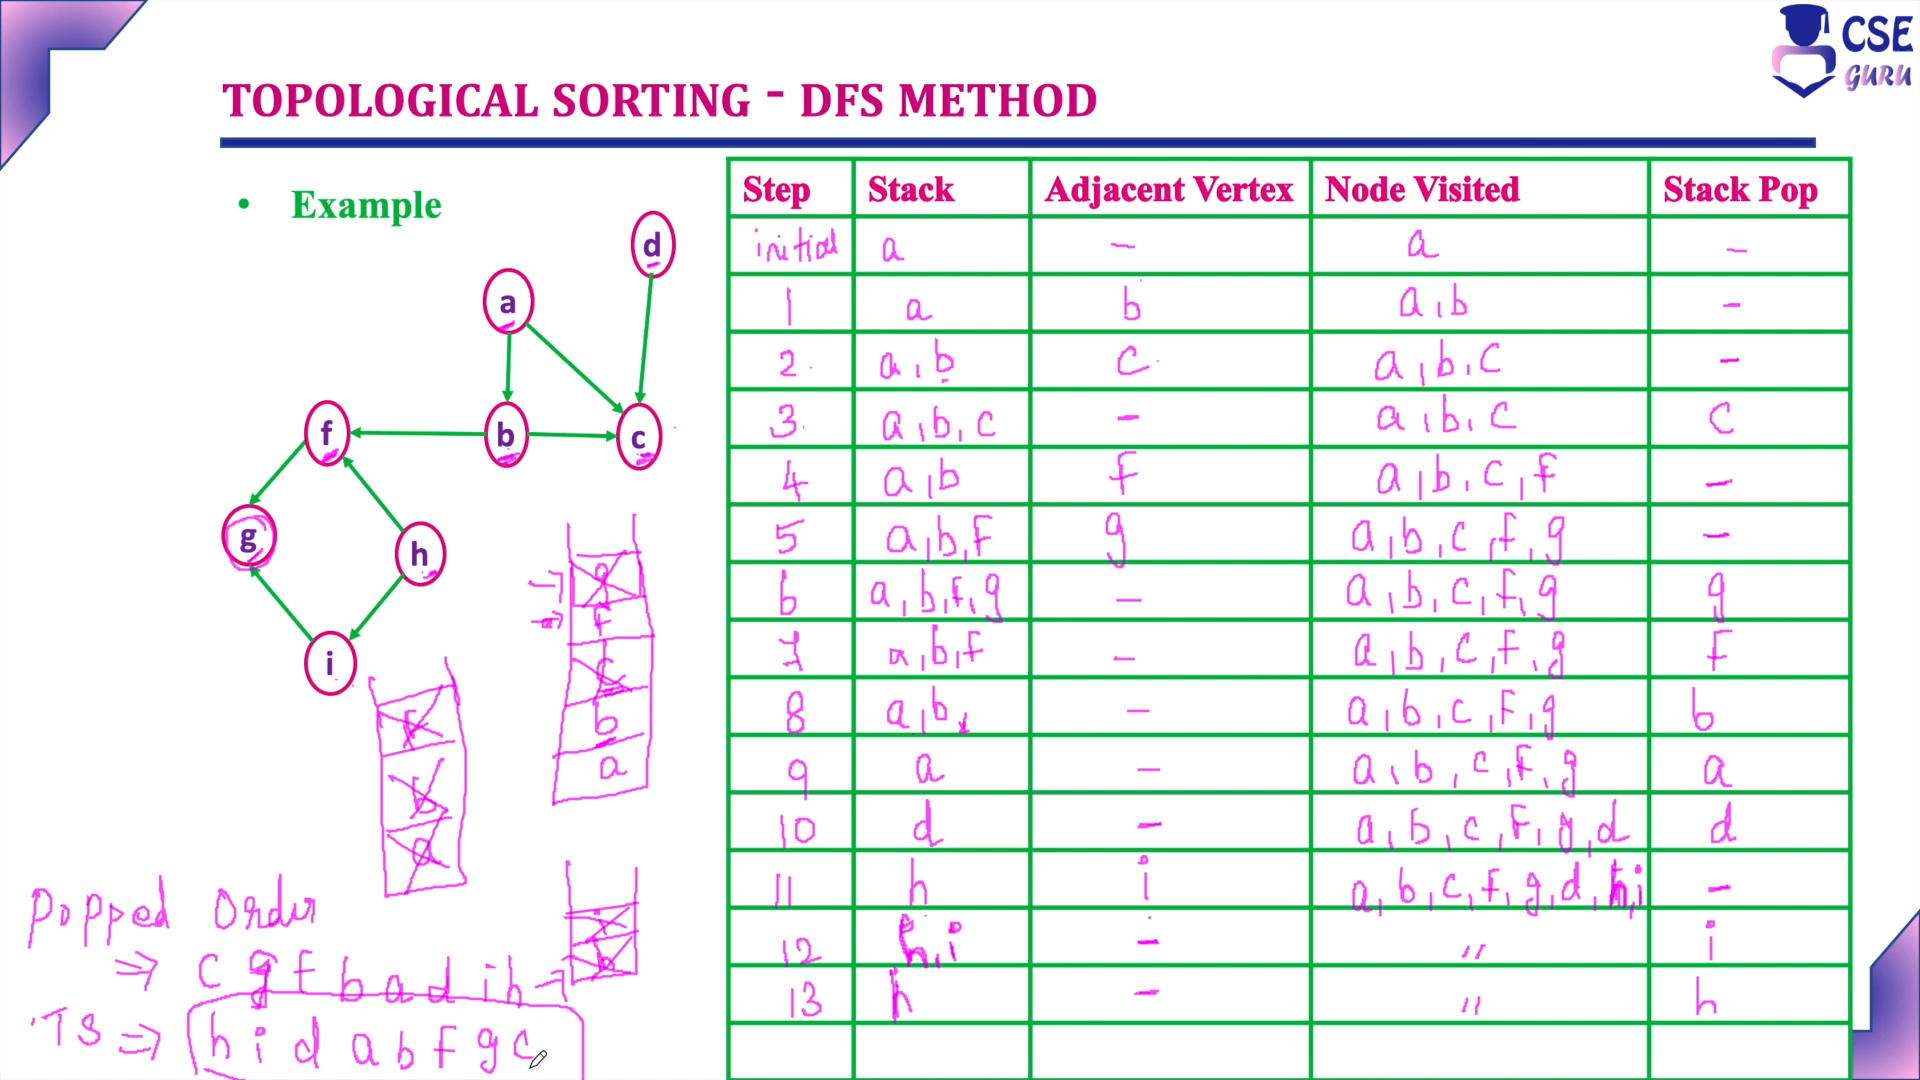 CSE
GURU
TOPOLOGICAL SORTING - DFS METHOD
• Example
d
a
f
b
c
g
h
i
g
f
c
b
a
f
b
a
i
h
Popped Order
⇒ c g f b a d i h
TS ⇒ h i d a b f g c
Step Stack Adjacent Vertex Node Visited Stack Pop
initial a – a –
1 a b a,b –
2 a,b c a,b,c –
3 a,b,c – a,b,c c
4 a,b f a,b,c,f –
5 a,b,f g a,b,c,f,g –
6 a,b,f,g – a,b,c,f,g g
7 a,b,f – a,b,c,f,g f
8 a,b, – a,b,c,f,g b
9 a – a,b,c,f,g a
10 d – a,b,c,f,g,d d
11 h i a,b,c,f,g,d,h,i –
12 h,i – " i
13 h – " h